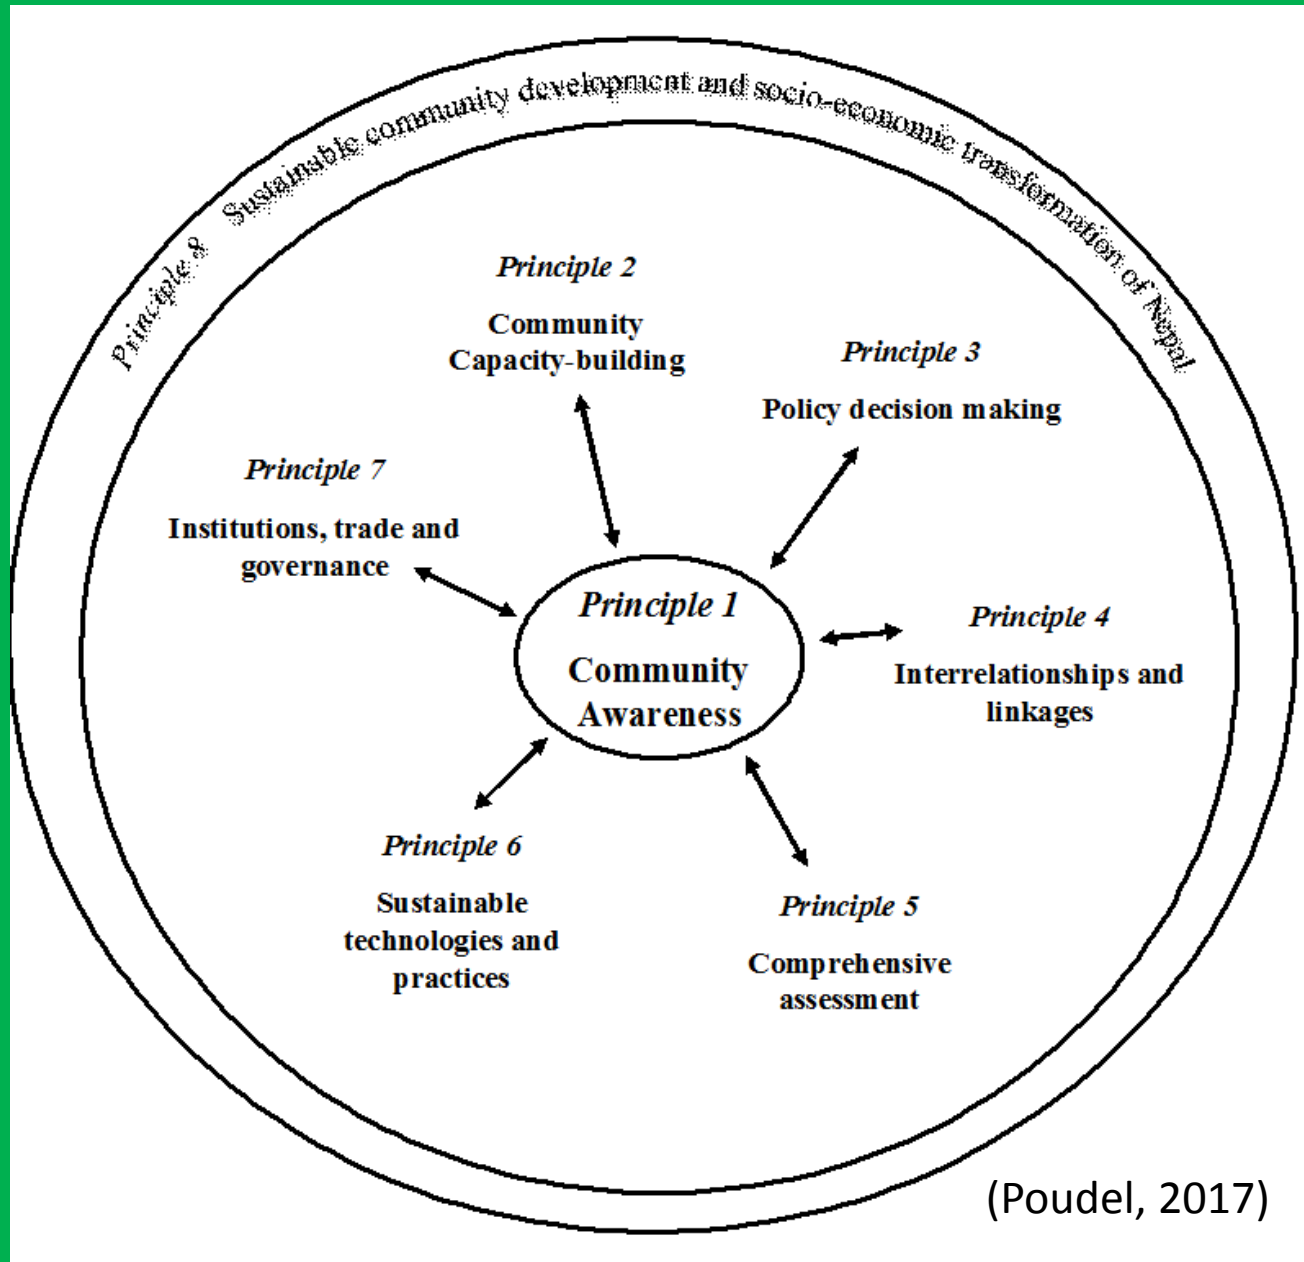 Principle 8 Sustainable community development and socio-economic transformation of Nepal
Principle 2
Community
Capacity-building
Principle 3
Policy decision making
Principle 7
Institutions, trade and
governance
Principle 1
Community
Awareness
Principle 4
Interrelationships and
linkages
Principle 6
Sustainable
technologies and
practices
Principle 5
Comprehensive
assessment
(Poudel, 2017)